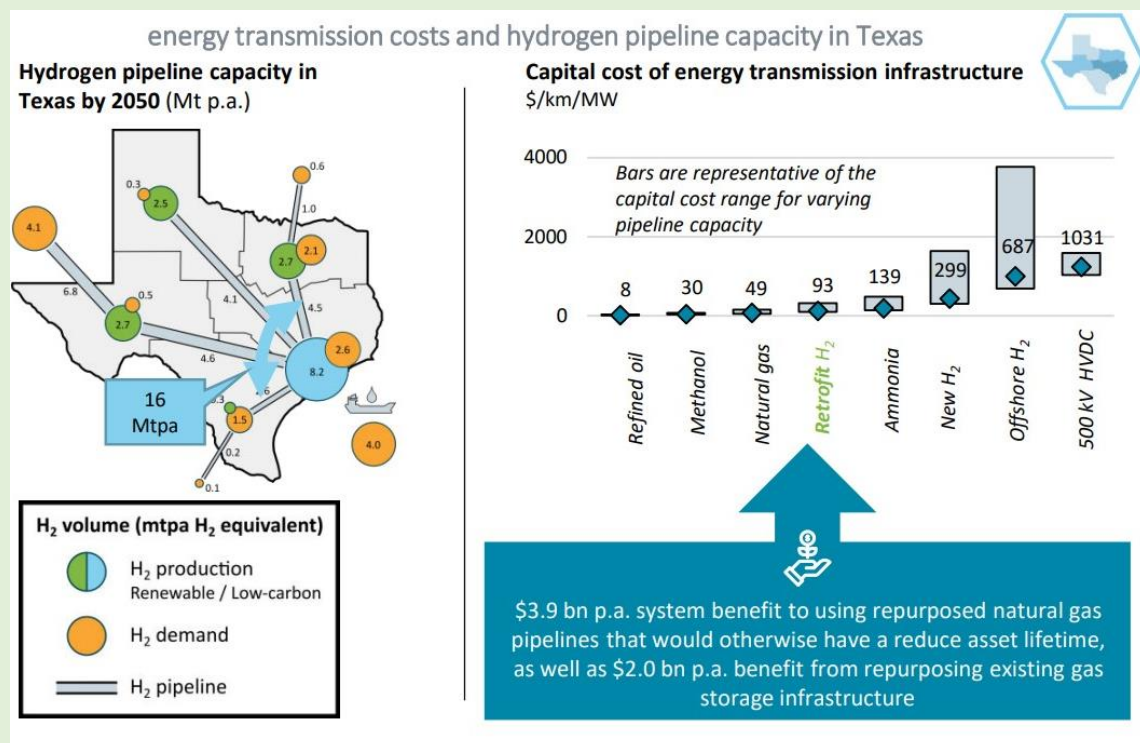 energy transmission costs and hydrogen pipeline capacity in Texas
Hydrogen pipeline capacity in
Texas by 2050 (Mt p.a.)
0.6
0.3
2.5
1.0
4.1
2.1
2.7
6.8
0.5
4.1
4.5
2.7
4.6
2.6
8.2
16
Mtpa
1.5
4.0
0.2
0.1
H₂ volume (mtpa H₂ equivalent)
H₂ production
Renewable / Low-carbon
H₂ demand
H₂ pipeline
Capital cost of energy transmission infrastructure
$/km/MW
4000
2000
0
Bars are representative of the
capital cost range for varying
pipeline capacity
8
30
49
93
139
299
687
1031
Refined oil
Methanol
Natural gas
Retrofit H₂
Ammonia
New H₂
Offshore H₂
500 kV HVDC
$3.9 bn p.a. system benefit to using repurposed natural gas
pipelines that would otherwise have a reduce asset lifetime,
as well as $2.0 bn p.a. benefit from repurposing existing gas
storage infrastructure